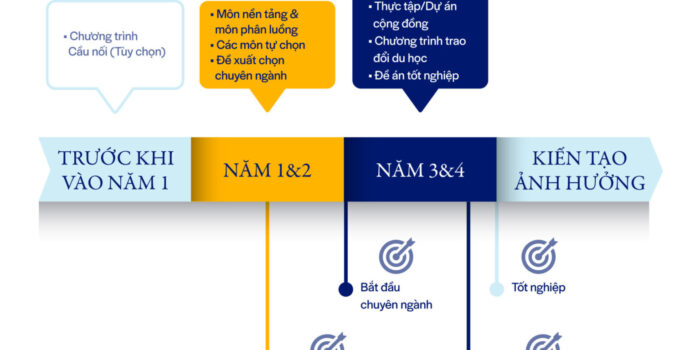 • Chương trình
Cầu nối (Tùy chọn)
• Môn nền tảng &
môn phân luồng
• Các môn tự chọn
• Đề xuất chọn
chuyên ngành
• Thực tập/Dự án
cộng đồng
• Chương trình trao
đổi du học
• Đề án tốt nghiệp
TRƯỚC KHI
VÀO NĂM 1
NĂM 1&2
NĂM 3&4
KIẾN TẠO
ẢNH HƯỞNG
Bắt đầu
chuyên ngành
Tốt nghiệp